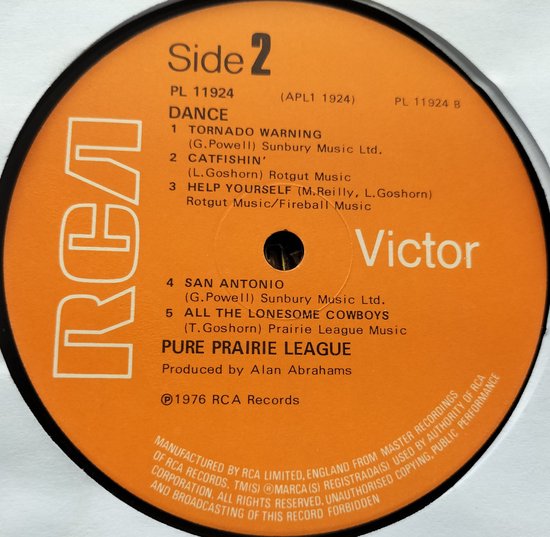 Side 2
PL 11924 (APL1 1924) PL 11924 B
DANCE
1 TORNADO WARNING
(G.Powell) Sunbury Music Ltd.
2 CATFISHIN'
(L.Goshorn) Rotgut Music
3 HELP YOURSELF (M.Reilly, L.Goshorn)
Rotgut Music/Fireball Music
RCA
Victor
4 SAN ANTONIO
(G.Powell) Sunbury Music Ltd.
5 ALL THE LONESOME COWBOYS
(T.Goshorn) Prairie League Music
PURE PRAIRIE LEAGUE
Produced by Alan Abrahams
℗1976 RCA Records
MANUFACTURED BY RCA LIMITED, ENGLAND FROM MASTER RECORDINGS
OF RCA RECORDS, TM(S) ® MARCA(S) REGISTRADA(S) USED BY AUTHORITY OF RCA
CORPORATION. ALL RIGHTS RESERVED. UNAUTHORISED COPYING, PUBLIC PERFORMANCE
AND BROADCASTING OF THIS RECORD FORBIDDEN